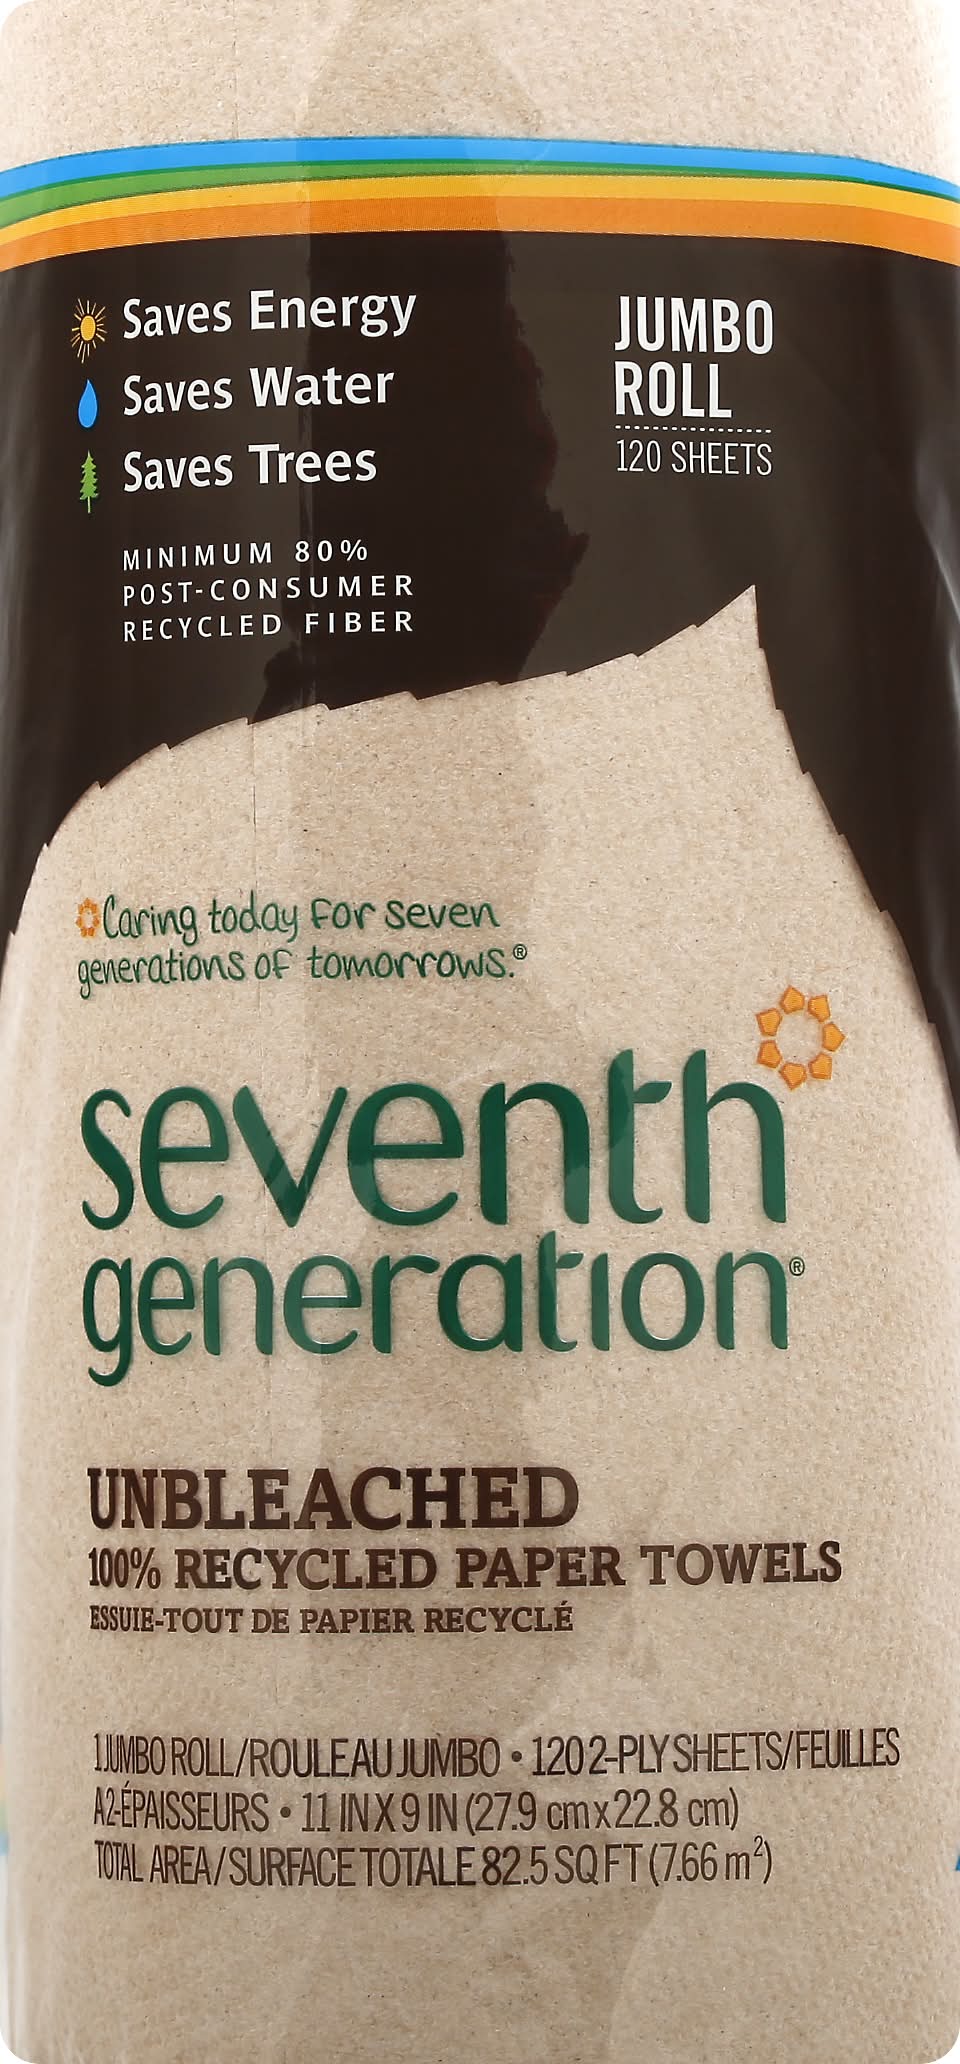 Saves Energy
Saves Water
Saves Trees
MINIMUM 80%
POST-CONSUMER
RECYCLED FIBER
JUMBO
ROLL
120 SHEETS
Caring today for seven
generations of tomorrows.®
seventh
generation®
UNBLEACHED
100% RECYCLED PAPER TOWELS
ESSUIE-TOUT DE PAPIER RECYCLÉ
1 JUMBO ROLL/ROULEAU JUMBO • 120 2-PLY SHEETS/FEUILLES
A 2-ÉPAISSEURS • 11 IN X 9 IN (27.9 cm x 22.8 cm)
TOTAL AREA/SURFACE TOTALE 82.5 SQ FT (7.66 m²)